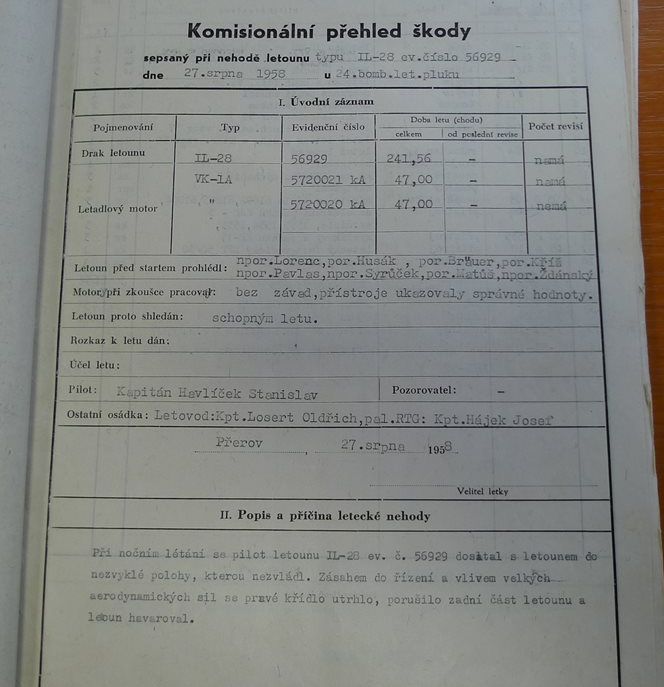 Komisionální přehled škody
sepsaný při nehodě letounu typu IL-28 ev.číslo 56929
dne 27.srpna 1958 u 24.bomb.let.pluku
I. Úvodní záznam
Pojmenování Typ Evidenční číslo Doba letu (chodu) Počet revisí
celkem od poslední revise
Drak letounu IL-28 56929 241,56 – nemá
VK-1A 5720021 kA 47,00 – nemá
Letadlový motor " 5720020 kA 47,00 – nemá
Letoun před startem prohlédl: npor.Lorenc,por.Husák , por.Bräuer,por.Kříž
npor.Pavlas,npor.Syrůček,por.Matúš,npor.Ždánský
Motory při zkoušce pracovaly: bez závad,přístroje ukazovaly správné hodnoty.
Letoun proto shledán: schopným letu.
Rozkaz k letu dán:
Účel letu:
Pilot: Kapitán Havlíček Stanislav Pozorovatel: –
Ostatní osádka: Letovod:Kpt.Losert Oldřich,pal.RTG: Kpt.Hájek Josef
Přerov 27.srpna 1958
Velitel letky
II. Popis a příčina letecké nehody
Při nočním létání se pilot letounu IL-28 ev. č. 56929 dostal s letounem do
nezvyklé polohy, kterou nezvládl. Zásahem do řízení a vlivem velkých
aerodynamických sil se pravé křídlo utrhlo, porušilo zadní část letounu a
letoun havaroval.